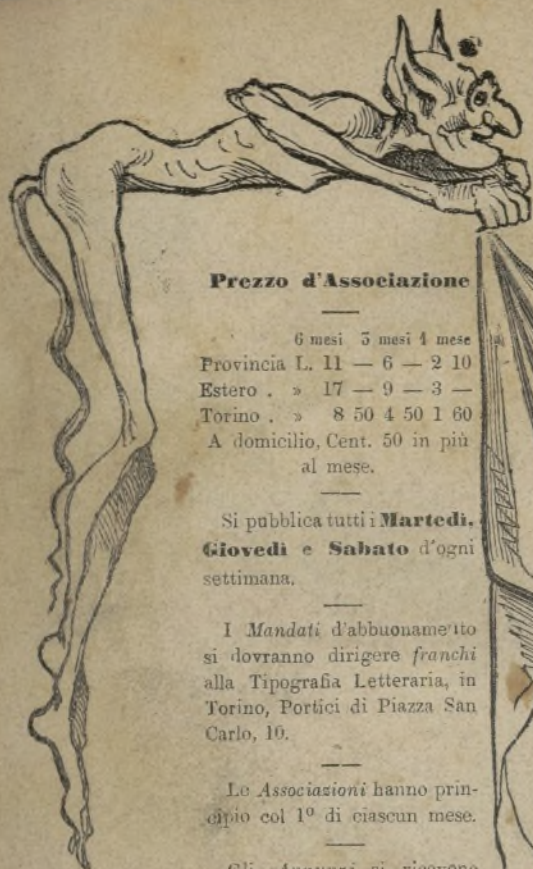 Prezzo d'Associazione
6 mesi 3 mesi 1 mese
Provincia L. 11 — 6 — 2 10
Estero . » 17 — 9 — 3 —
Torino . » 8 50 4 50 1 60
A domicilio, Cent. 50 in più
al mese.
Si pubblica tutti i Martedì,
Giovedì e Sabato d'ogni
settimana.
I Mandati d'abbuonamento
si dovranno dirigere franchi
alla Tipografia Letteraria, in
Torino, Portici di Piazza San
Carlo, 10.
Le Associazioni hanno prin-
cipio col 1º di ciascun mese.